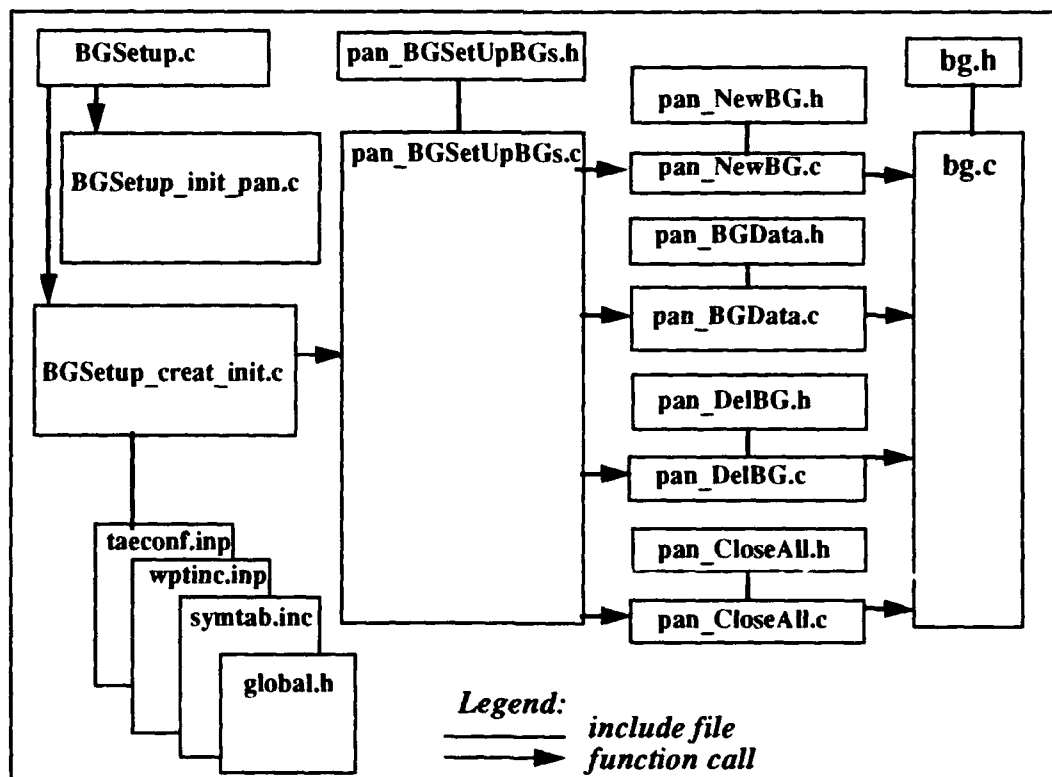 BGSetup.c
BGSetup_init_pan.c
BGSetup_creat_init.c
taeconf.inp
wptinc.inp
symtab.inc
global.h
pan_BGSetUpBGs.h
pan_BGSetUpBGs.c
pan_NewBG.h
pan_NewBG.c
pan_BGData.h
pan_BGData.c
pan_DelBG.h
pan_DelBG.c
pan_CloseAll.h
pan_CloseAll.c
bg.h
bg.c
Legend:
include file
function call